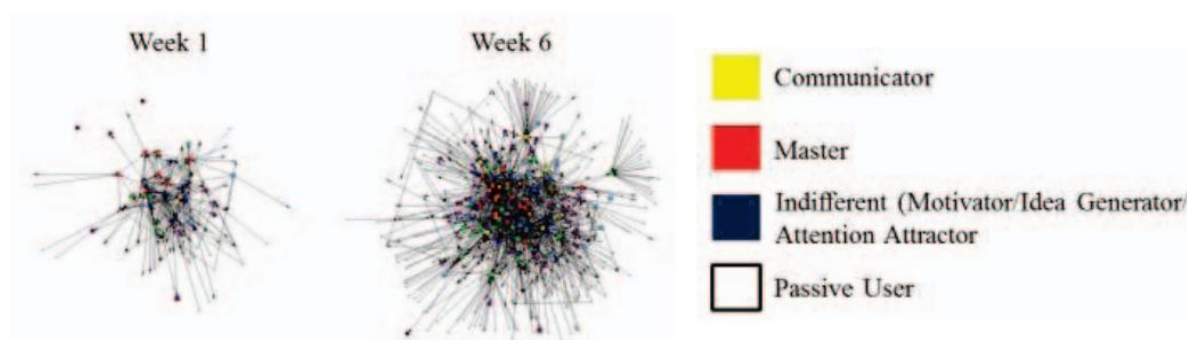 Week 1
Week 6
Communicator
Master
Indifferent (Motivator/Idea Generator/
Attention Attractor
Passive User